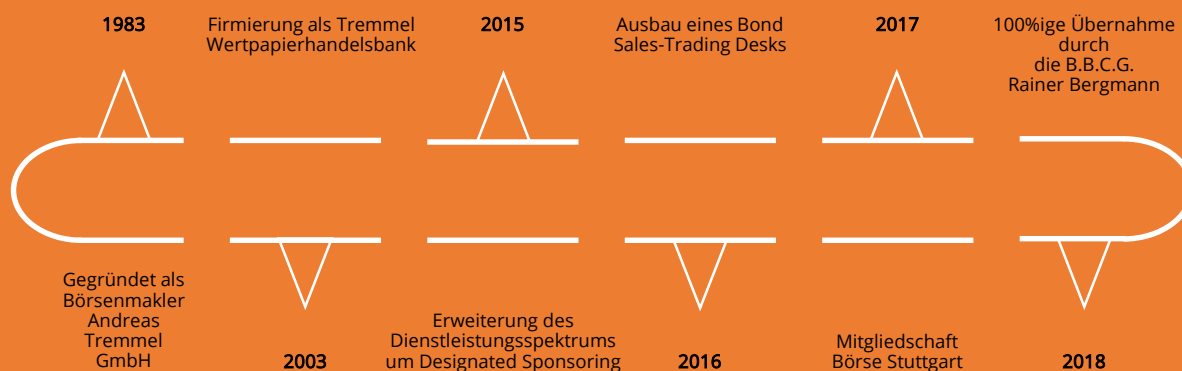 1983
Firmierung als Tremmel
Wertpapierhandelsbank
2015
Ausbau eines Bond
Sales-Trading Desks
2017
100%ige Übernahme
durch
die B.B.C.G.
Rainer Bergmann
Gegründet als
Börsenmakler
Andreas
Tremmel
GmbH
2003
Erweiterung des
Dienstleistungsspektrums
um Designated Sponsoring
2016
Mitgliedschaft
Börse Stuttgart
2018